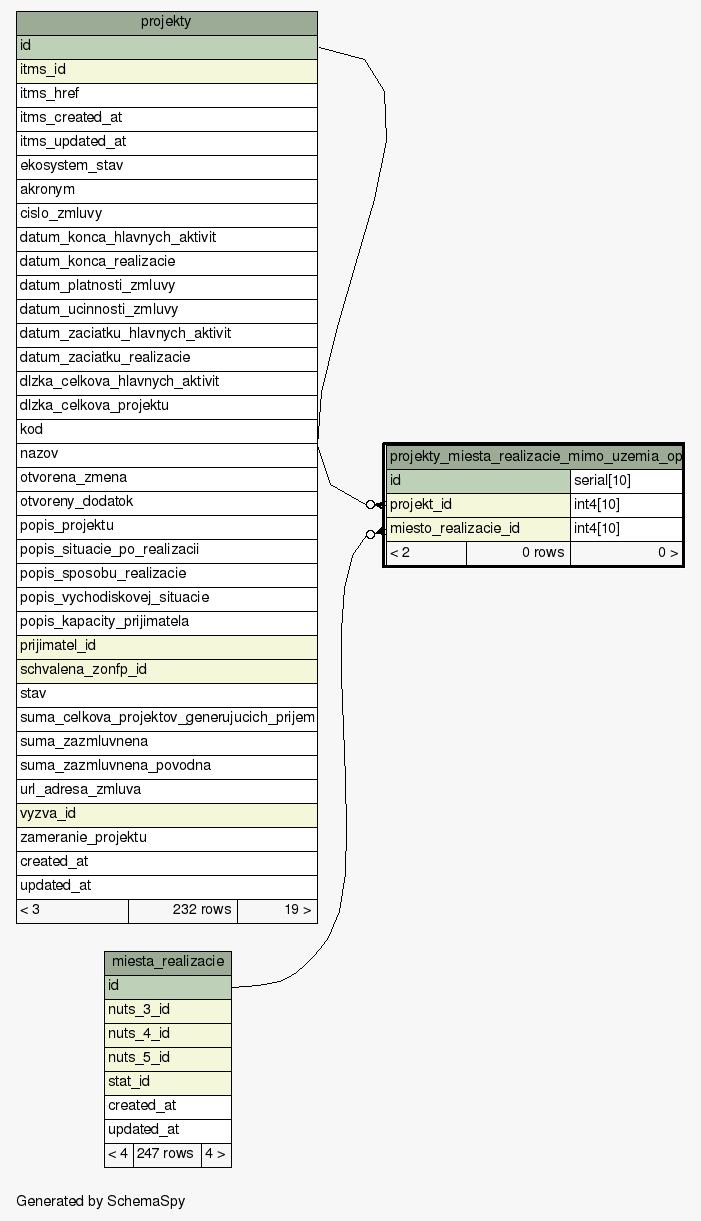 projekty
id
itms_id
itms_href
itms_created_at
itms_updated_at
ekosystem_stav
akronym
cislo_zmluvy
datum_konca_hlavnych_aktivit
datum_konca_realizacie
datum_platnosti_zmluvy
datum_ucinnosti_zmluvy
datum_zaciatku_hlavnych_aktivit
datum_zaciatku_realizacie
dlzka_celkova_hlavnych_aktivit
dlzka_celkova_projektu
kod
nazov
otvorena_zmena
otvoreny_dodatok
popis_projektu
popis_situacie_po_realizacii
popis_sposobu_realizacie
popis_vychodiskovej_situacie
popis_kapacity_prijimatela
prijimatel_id
schvalena_zonfp_id
stav
suma_celkova_projektov_generujucich_prijem
suma_zazmluvnena
suma_zazmluvnena_povodna
url_adresa_zmluva
vyzva_id
zameranie_projektu
created_at
updated_at
< 3 232 rows 19 >
projekty_miesta_realizacie_mimo_uzemia_op
id serial[10]
projekt_id int4[10]
miesto_realizacie_id int4[10]
< 2 0 rows 0 >
miesta_realizacie
id
nuts_3_id
nuts_4_id
nuts_5_id
stat_id
created_at
updated_at
< 4 247 rows 4 >
Generated by SchemaSpy